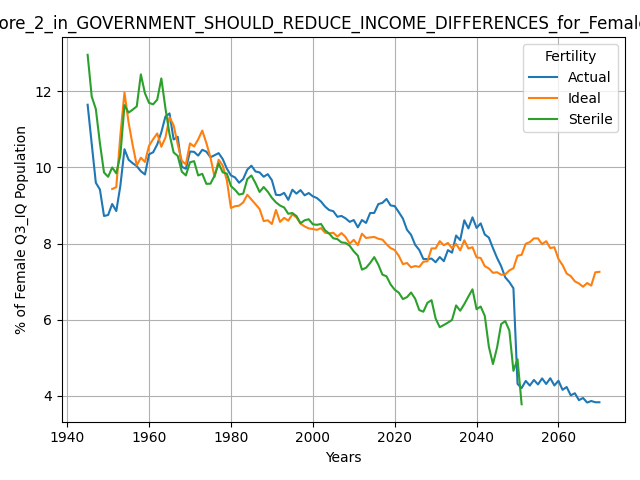 ore_2_in_GOVERNMENT_SHOULD_REDUCE_INCOME_DIFFERENCES_for_Female
Fertility
Actual
Ideal
Sterile
% of Female Q3_IQ Population
12
10
8
6
4
1940 1960 1980 2000 2020 2040 2060
Years